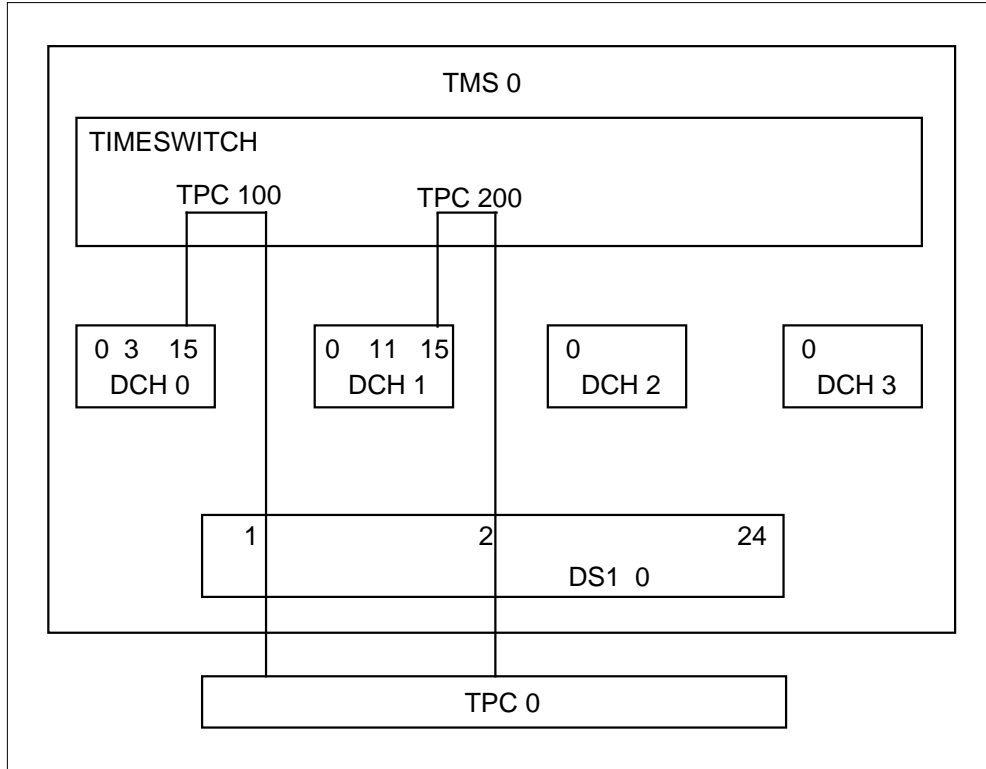 TMS 0
TIMESWITCH
TPC 100 TPC 200
0 3 15 0 11 15 0 0
DCH 0 DCH 1 DCH 2 DCH 3
1 2 24
DS1 0
TPC 0